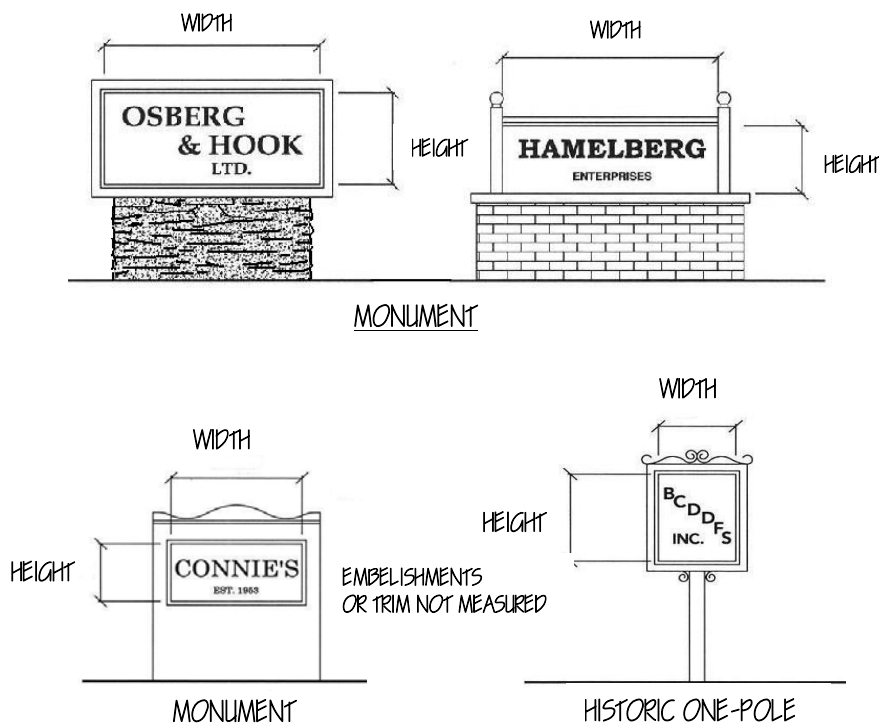 WIDTH
WIDTH
OSBERG
& HOOK
LTD.
HEIGHT
HAMELBERG
ENTERPRISES
HEIGHT
MONUMENT
WIDTH
WIDTH
HEIGHT
CONNIE'S
EST. 1953
EMBELISHMENTS
OR TRIM NOT MEASURED
HEIGHT
BCDDFS
INC.
MONUMENT
HISTORIC ONE-POLE